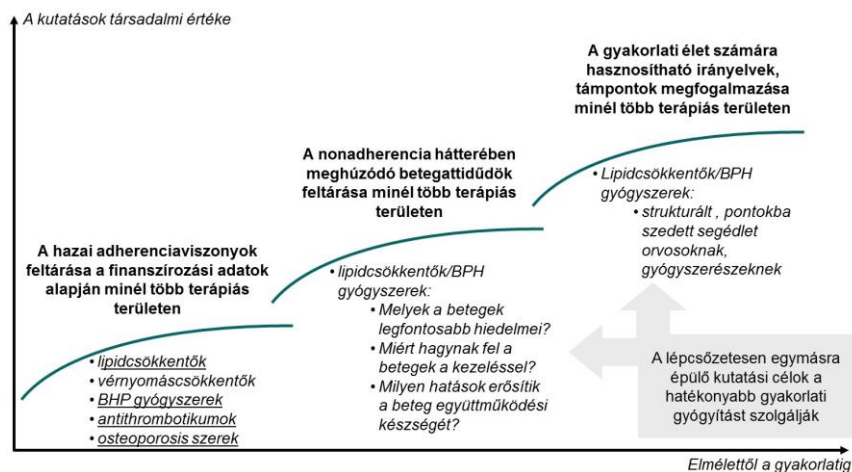 A kutatások társadalmi értéke
A gyakorlati élet számára
hasznosítható irányelvek,
támpontok megfogalmazása
minél több terápiás területen
A nonadherencia hátterében
meghúzódó betegattidűdök
feltárása minél több terápiás
területen
• Lipidcsökkentők/BPH
gyógyszerek:
• strukturált , pontokba
szedett segédlet
orvosoknak,
gyógyszerészeknek
A hazai adherenciaviszonyok
feltárása a finanszírozási adatok
alapján minél több terápiás
területen
• lipidcsökkentők/BPH
gyógyszerek:
• Melyek a betegek
legfontosabb hiedelmei?
• Miért hagynak fel a
betegek a kezeléssel?
• Milyen hatások erősítik
a beteg együttműködési
készségét?
• lipidcsökkentők
• vérnyomáscsökkentők
• BHP gyógyszerek
• antithrombotikumok
• osteoporosis szerek
A lépcsőzetesen egymásra
épülő kutatási célok a
hatékonyabb gyakorlati
gyógyítást szolgálják
Elmélettől a gyakorlatig